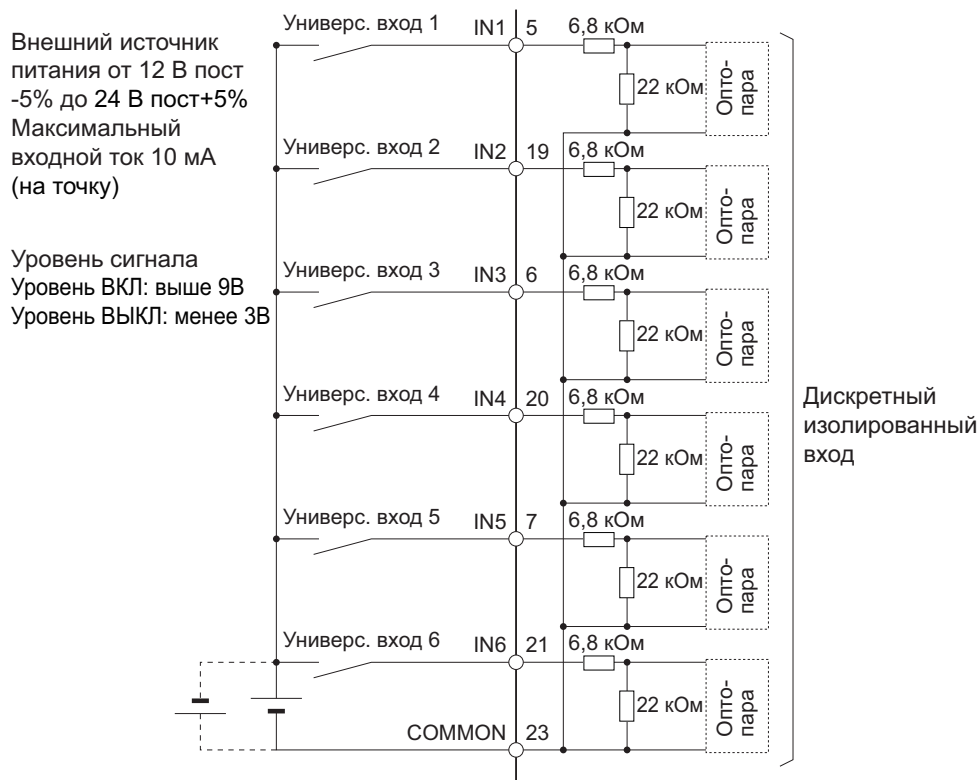 Внешний источник
питания от 12 В пост
-5% до 24 В пост+5%
Максимальный
входной ток 10 мА
(на точку)
Уровень сигнала
Уровень ВКЛ: выше 9В
Уровень ВЫКЛ: менее 3В
Универс. вход 1 IN1 5 6,8 кОм
22 кОм
Опто-
пара
Универс. вход 2 IN2 19 6,8 кОм
22 кОм
Опто-
пара
Универс. вход 3 IN3 6 6,8 кОм
22 кОм
Опто-
пара
Универс. вход 4 IN4 20 6,8 кОм
22 кОм
Опто-
пара
Универс. вход 5 IN5 7 6,8 кОм
22 кОм
Опто-
пара
Универс. вход 6 IN6 21 6,8 кОм
22 кОм
Опто-
пара
COMMON 23
Дискретный
изолированный
вход